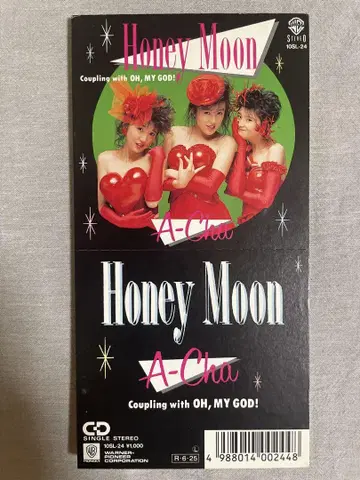 Honey Moon
Coupling with OH, MY GOD!
STEREO
10SL-24
A-Cha
Honey Moon
A-Cha
Coupling with OH, MY GOD!
CD
SINGLE STEREO
10SL-24 ¥1,000
WARNER-
PIONEER
CORPORATION
R-6·25
L
4 988014 002448